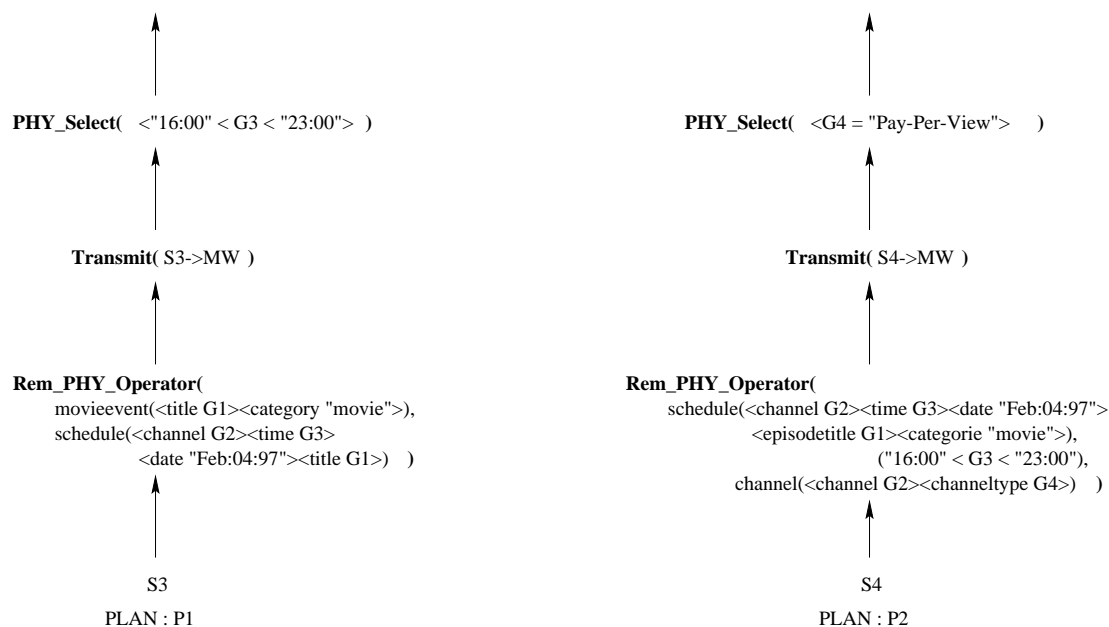 PHY_Select( <"16:00" < G3 < "23:00"> )
Transmit( S3->MW )
Rem_PHY_Operator(
movieevent(<title G1><category "movie">),
schedule(<channel G2><time G3>
<date "Feb:04:97"><title G1>) )
S3
PLAN : P1
PHY_Select( <G4 = "Pay-Per-View"> )
Transmit( S4->MW )
Rem_PHY_Operator(
schedule(<channel G2><time G3><date "Feb:04:97">
<episodetitle G1><categorie "movie">),
("16:00" < G3 < "23:00"),
channel(<channel G2><channeltype G4>) )
S4
PLAN : P2